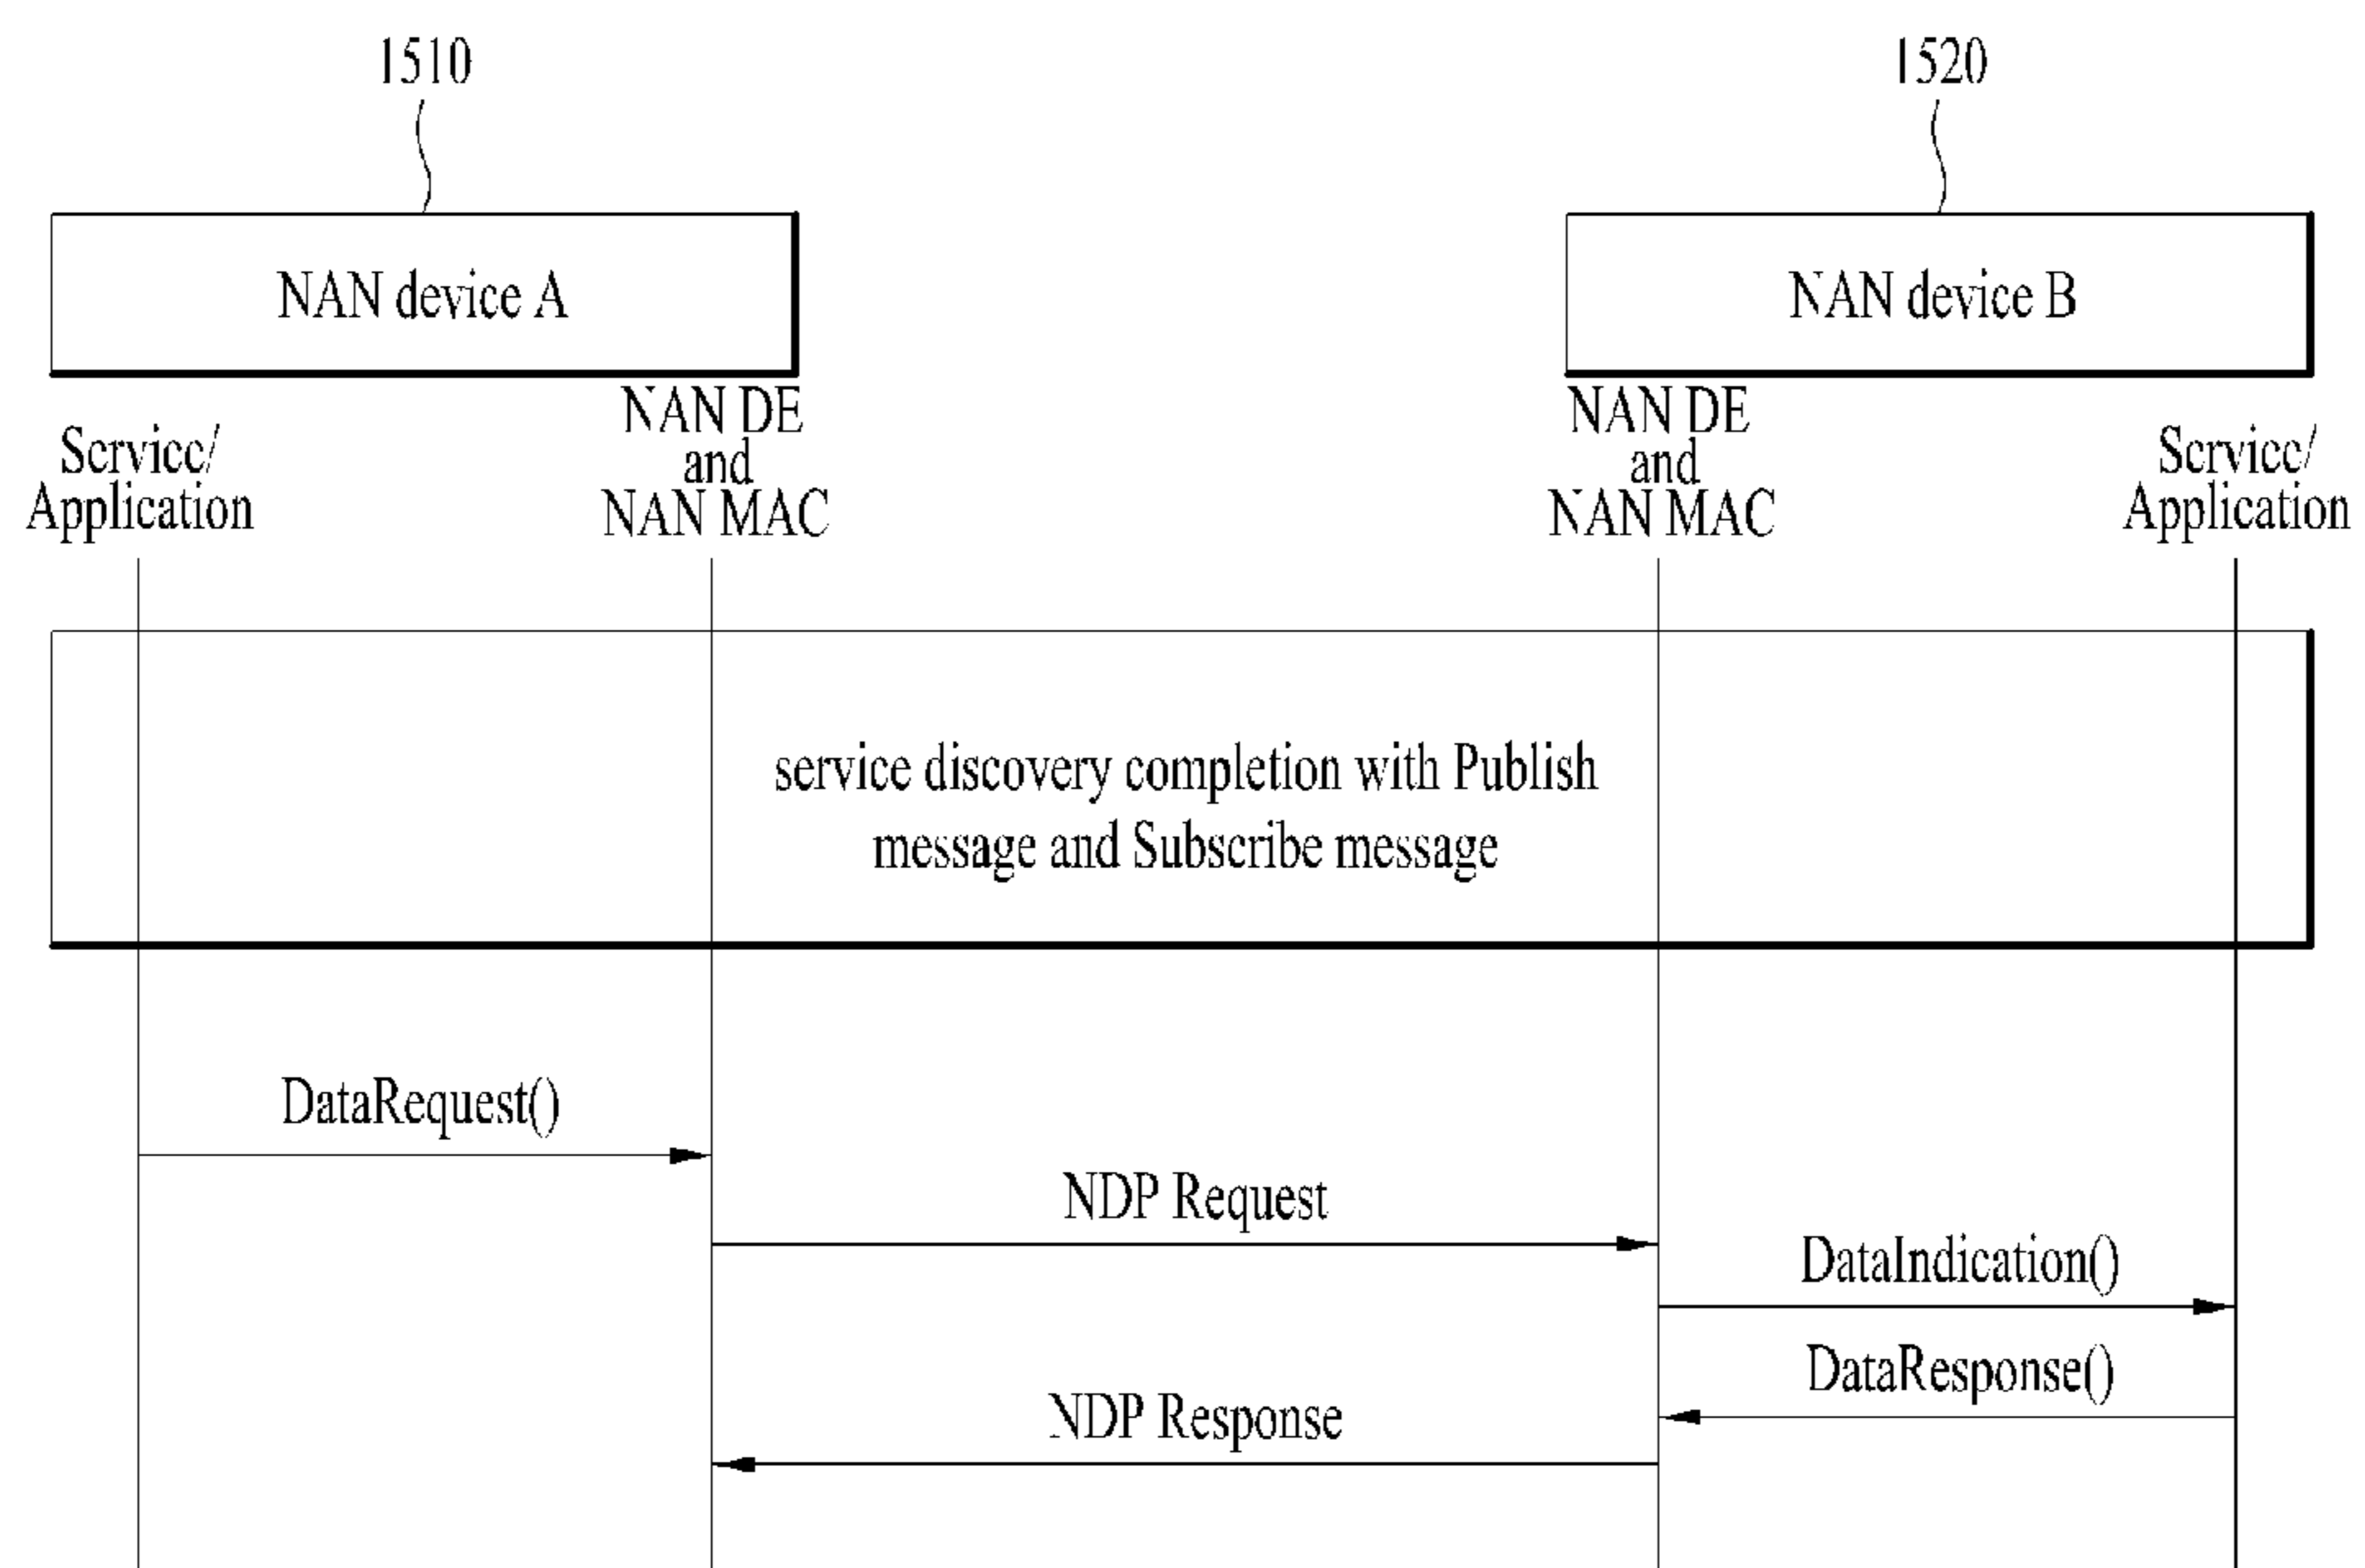 1510
1520
NAN device A
NAN device B
Service/
Application
NAN DE
and
NAN MAC
NAN DE
and
NAN MAC
Service/
Application
service discovery completion with Publish
message and Subscribe message
DataRequest()
NDP Request
DataIndication()
DataResponse()
NDP Response